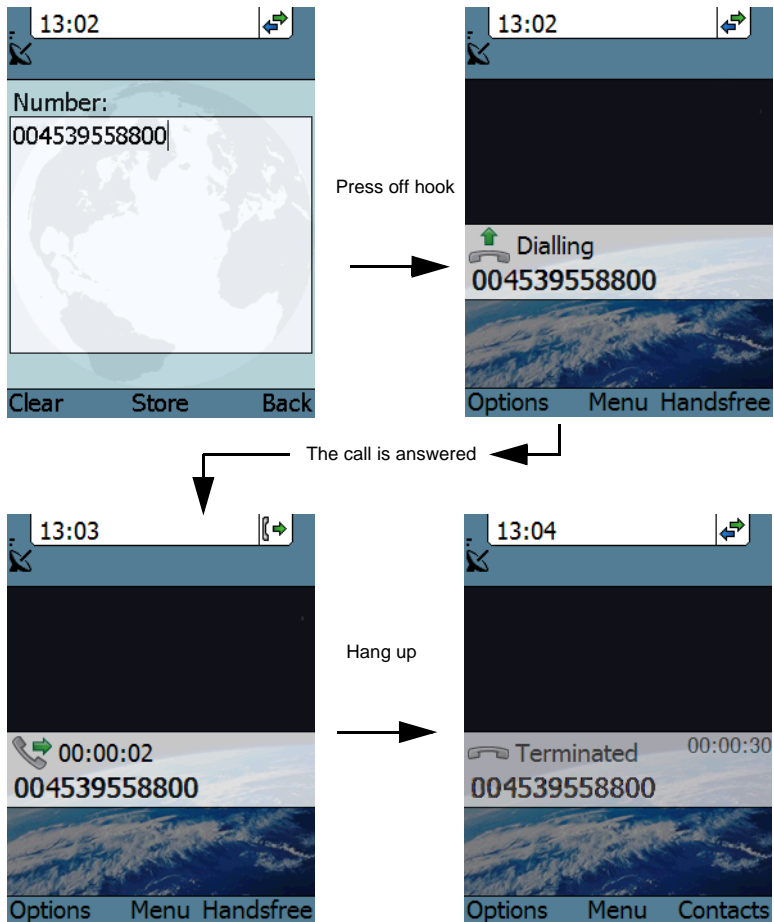 13:02
Number:
004539558800
Clear Store Back
Press off hook
13:02
Dialling
004539558800
Options Menu Handsfree
The call is answered
13:03
00:00:02
004539558800
Options Menu Handsfree
Hang up
13:04
Terminated 00:00:30
004539558800
Options Menu Contacts